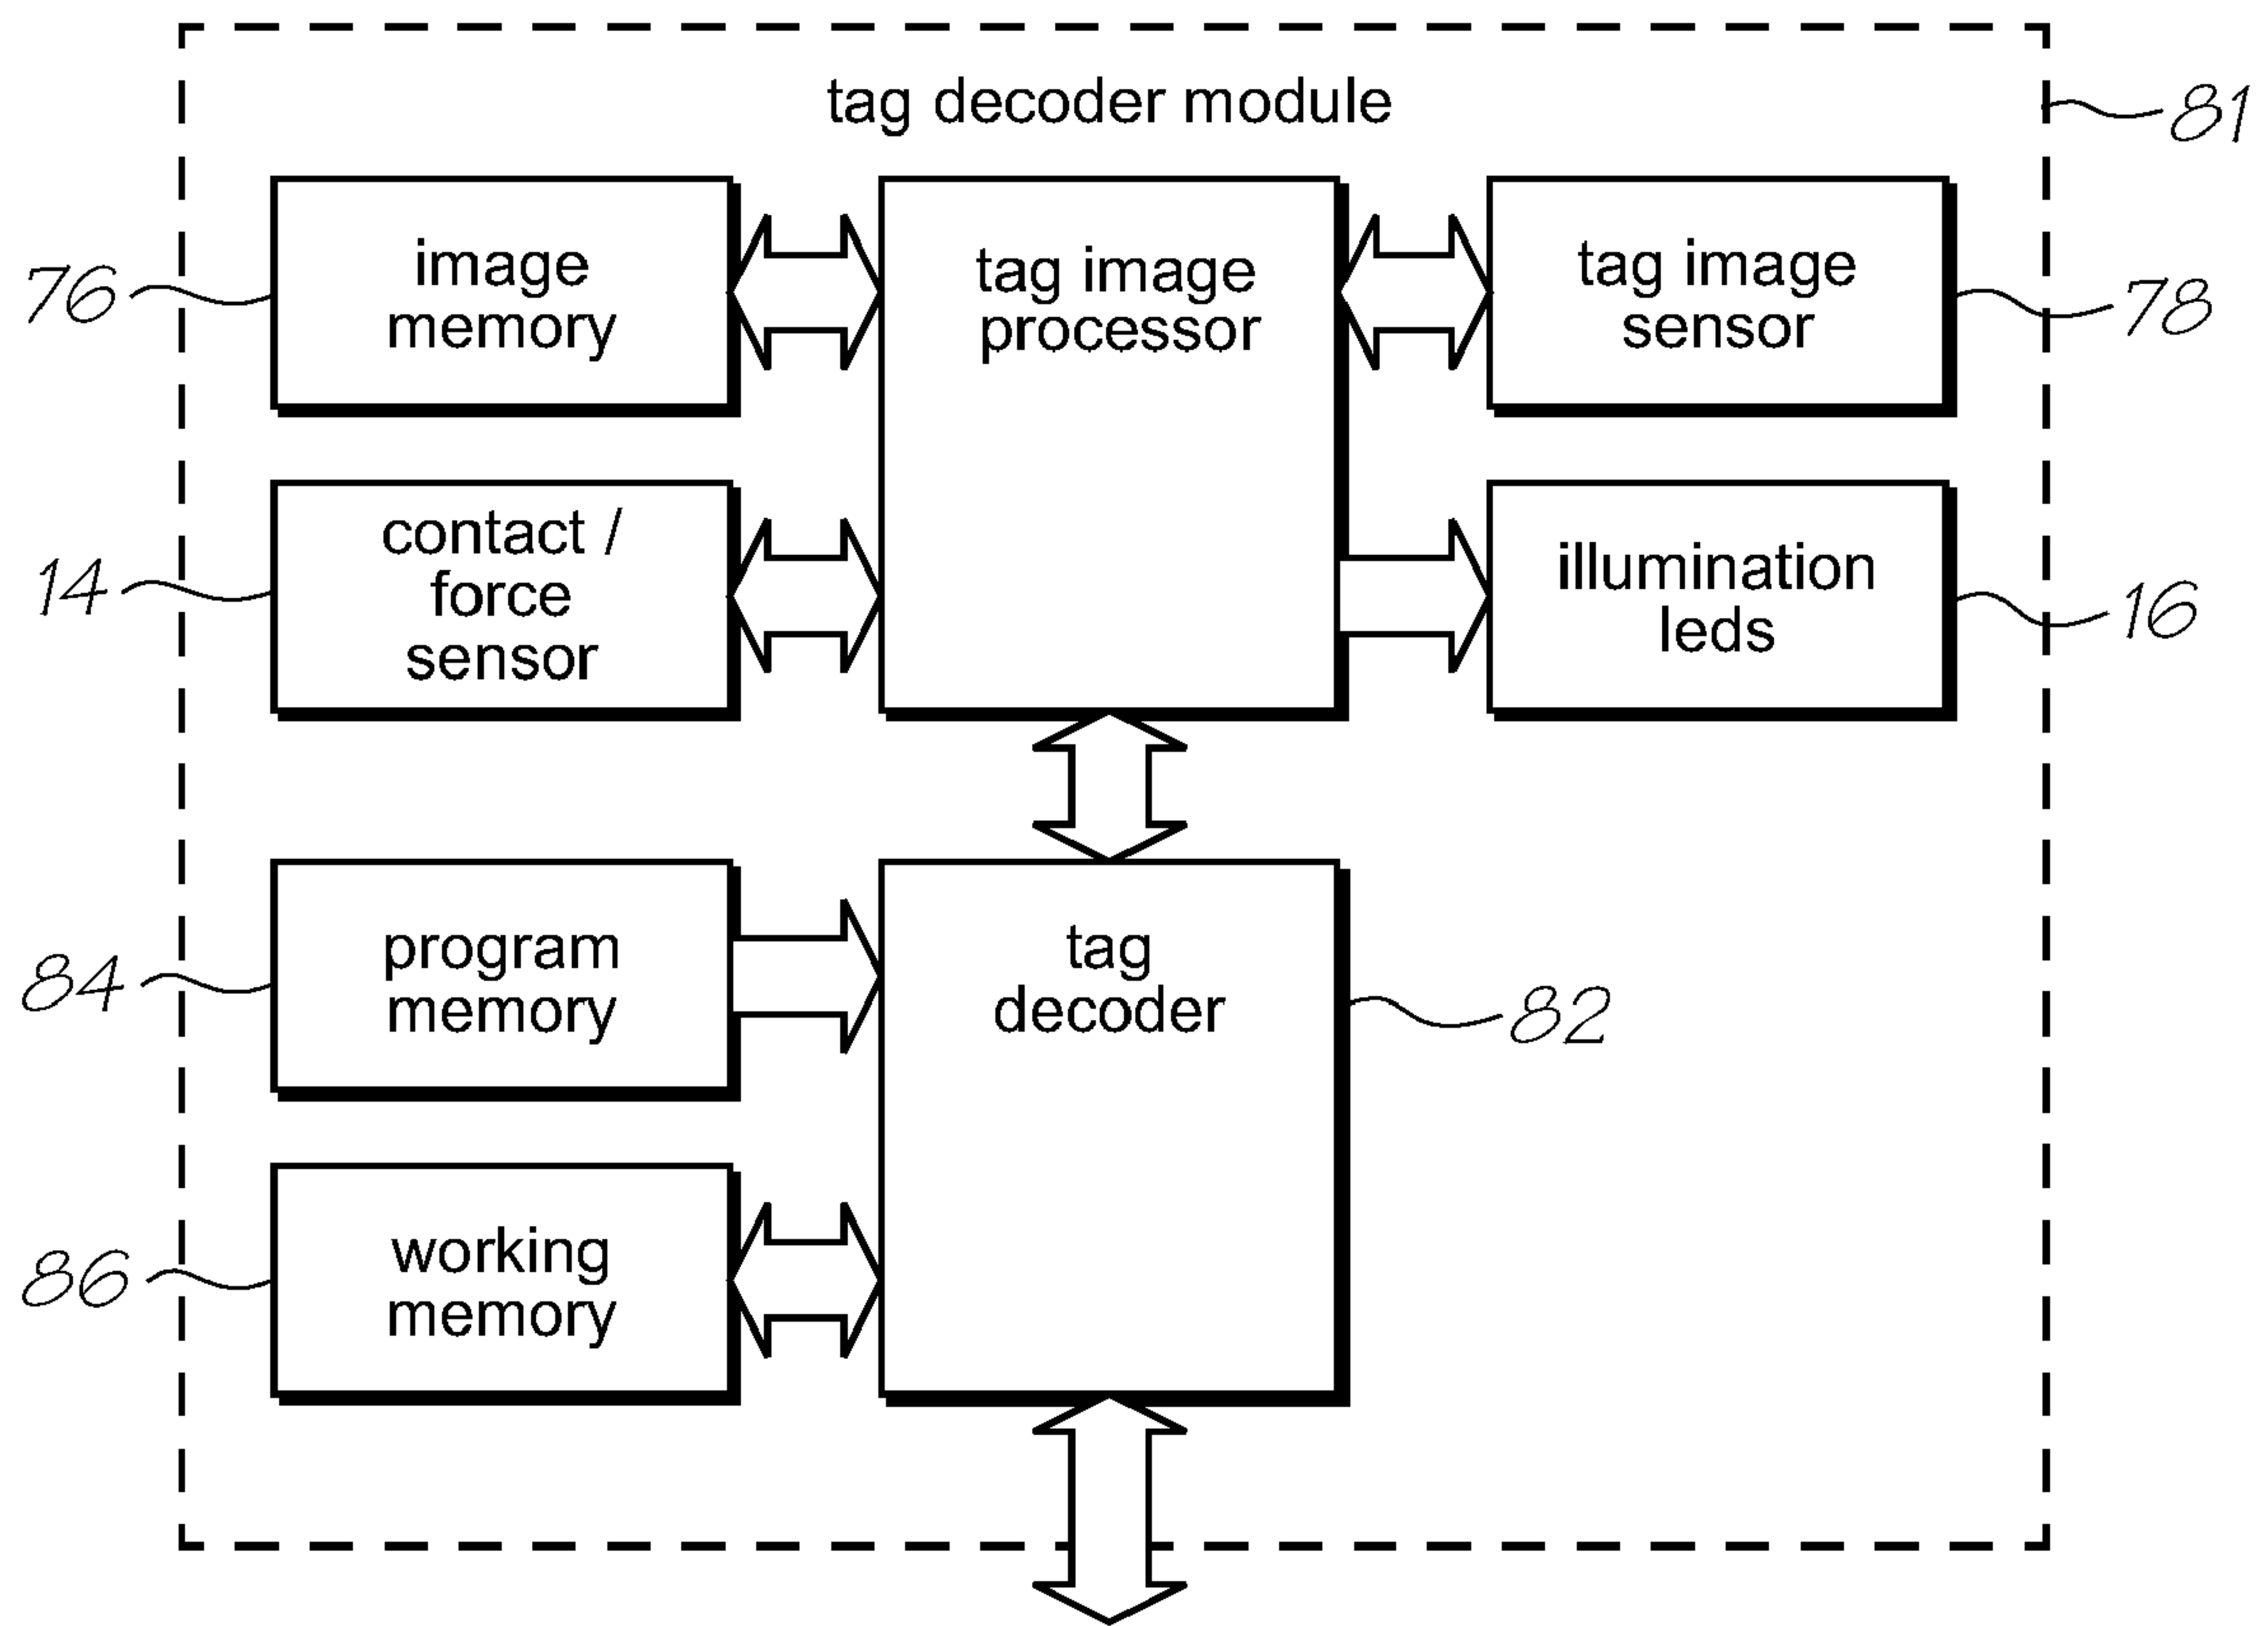 tag decoder module
81
image
memory
76
tag image
processor
tag image
sensor
78
contact /
force
sensor
14
illumination
leds
16
program
memory
84
tag
decoder
82
working
memory
86